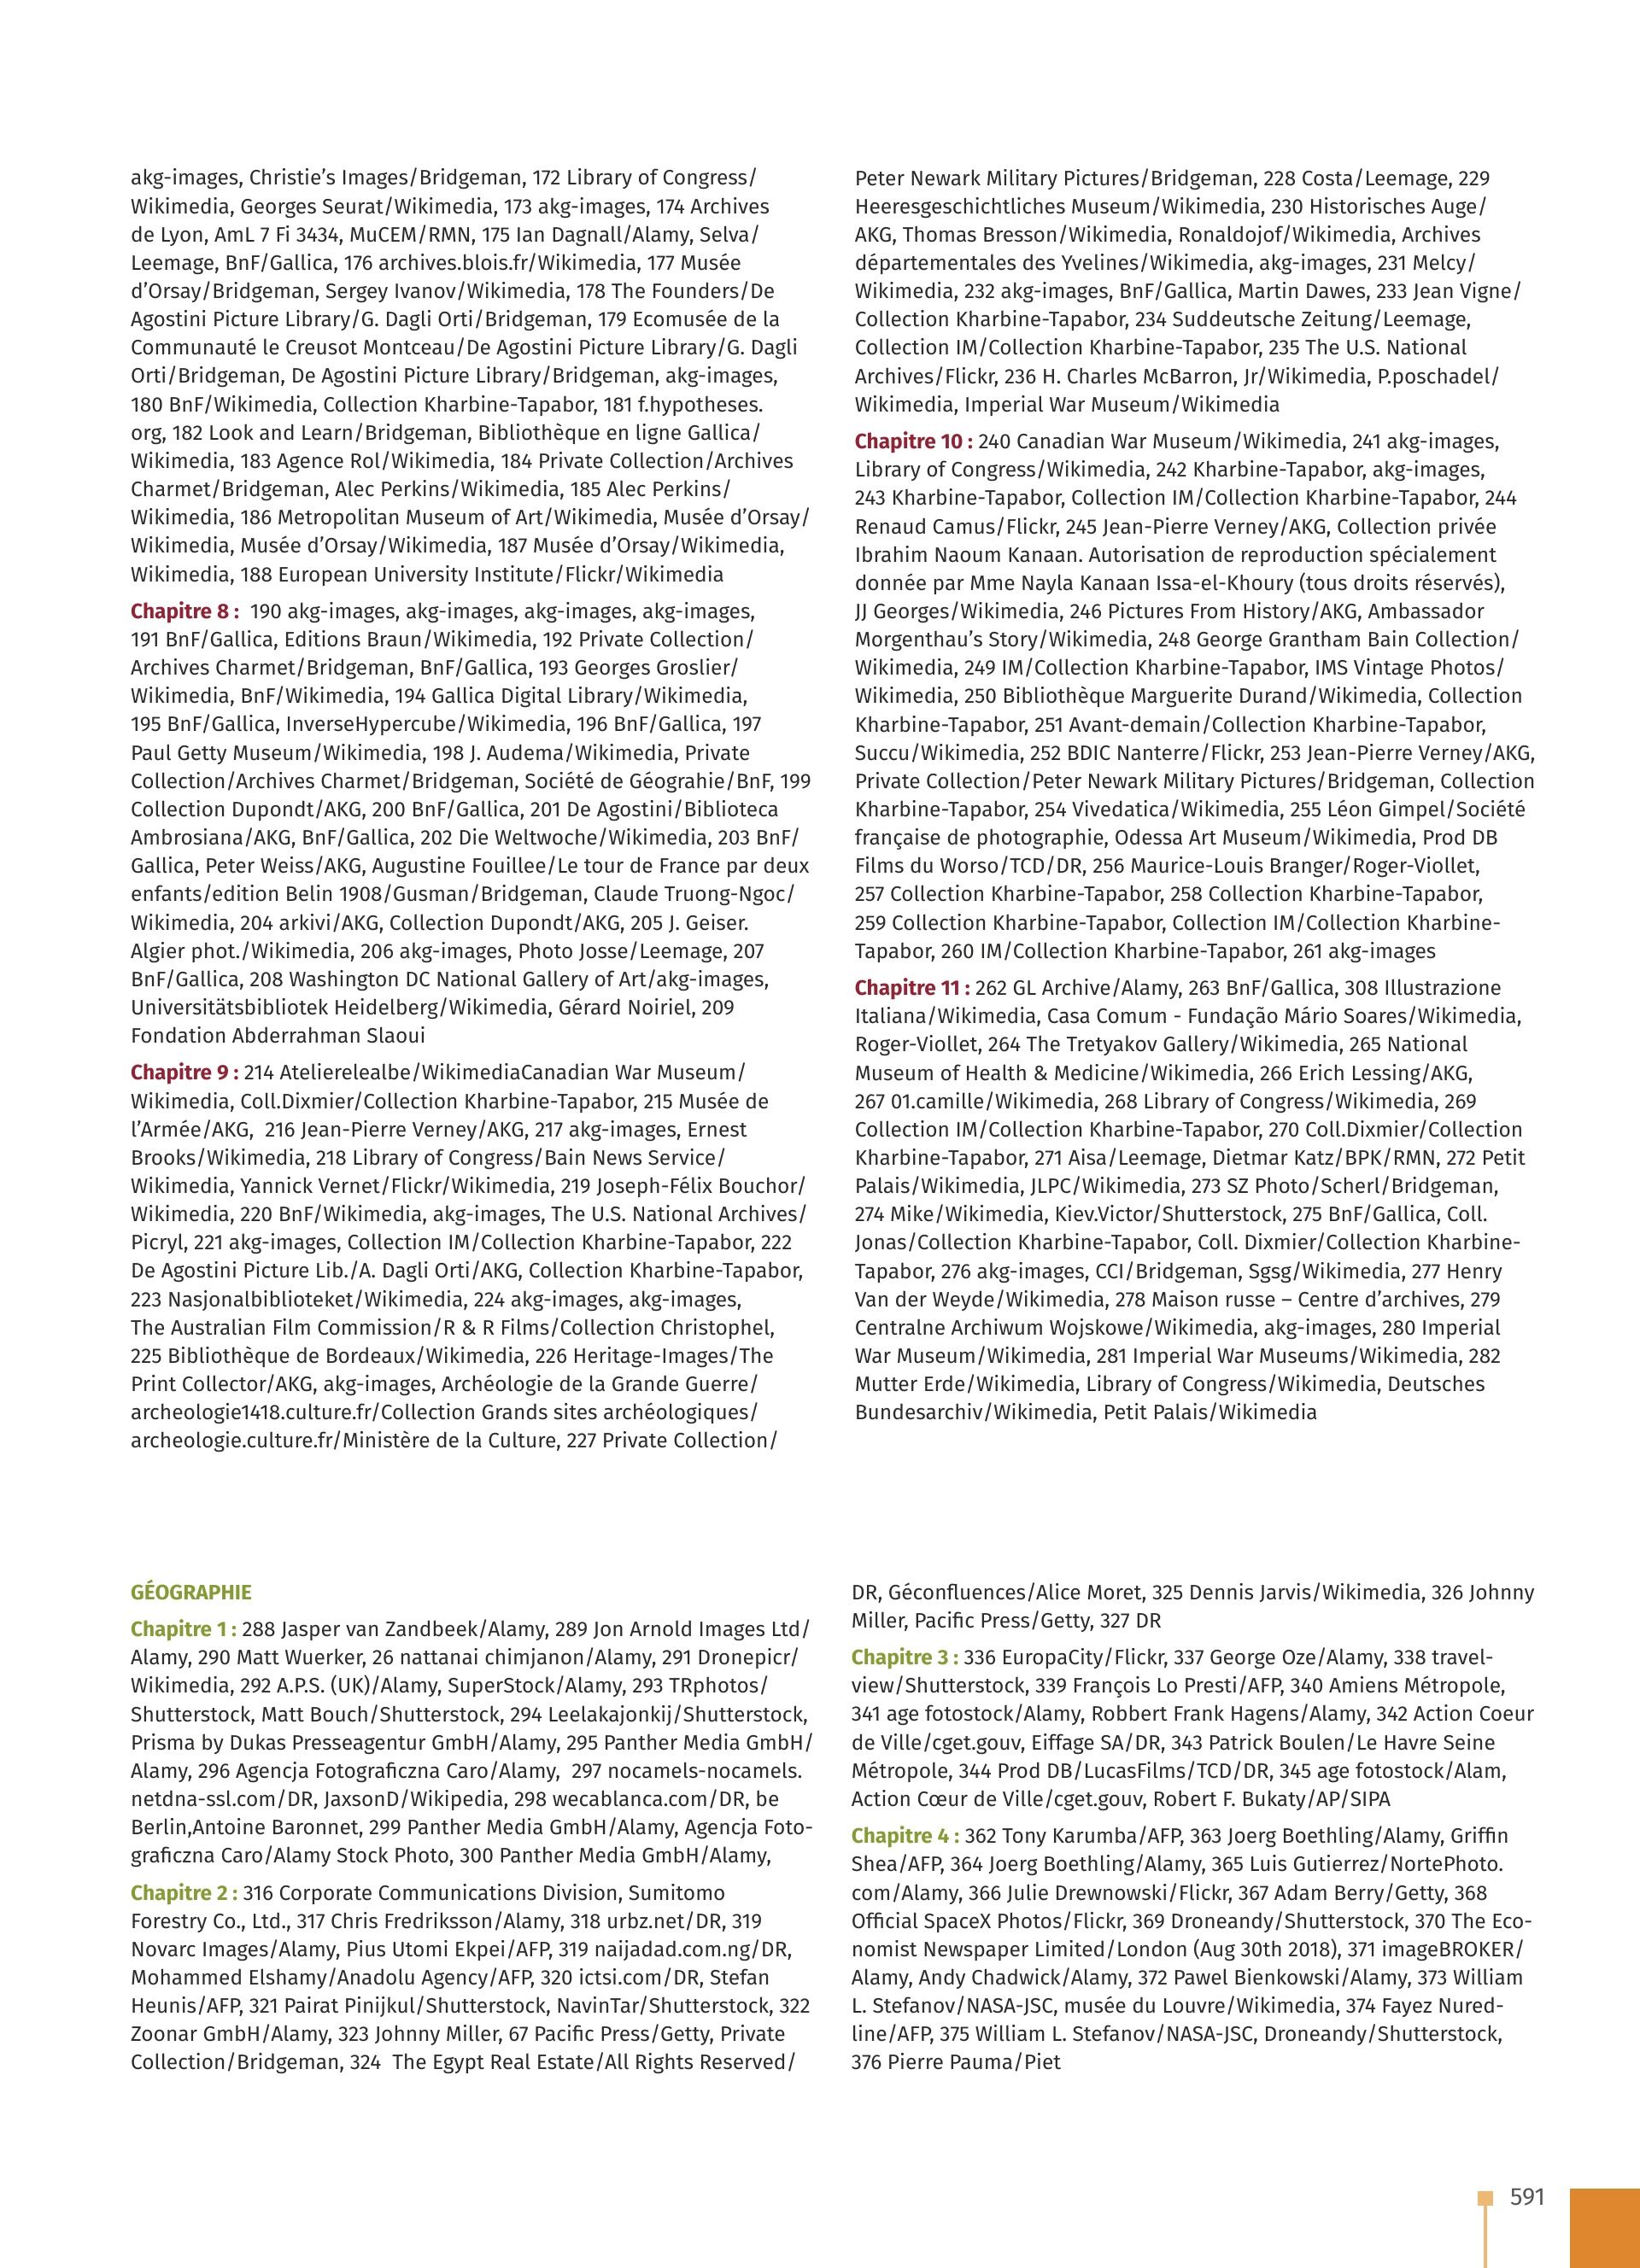 akg-images, Christie’s Images/Bridgeman, 172 Library of Congress/
Wikimedia, Georges Seurat/Wikimedia, 173 akg-images, 174 Archives
de Lyon, AmL 7 Fi 3434, MuCEM/RMN, 175 Ian Dagnall/Alamy, Selva/
Leemage, BnF/Gallica, 176 archives.blois.fr/Wikimedia, 177 Musée
d’Orsay/Bridgeman, Sergey Ivanov/Wikimedia, 178 The Founders/De
Agostini Picture Library/G. Dagli Orti/Bridgeman, 179 Ecomusée de la
Communauté le Creusot Montceau/De Agostini Picture Library/G. Dagli
Orti/Bridgeman, De Agostini Picture Library/Bridgeman, akg-images,
180 BnF/Wikimedia, Collection Kharbine-Tapabor, 181 f.hypotheses.
org, 182 Look and Learn/Bridgeman, Bibliothèque en ligne Gallica/
Wikimedia, 183 Agence Rol/Wikimedia, 184 Private Collection/Archives
Charmet/Bridgeman, Alec Perkins/Wikimedia, 185 Alec Perkins/
Wikimedia, 186 Metropolitan Museum of Art/Wikimedia, Musée d’Orsay/
Wikimedia, Musée d’Orsay/Wikimedia, 187 Musée d’Orsay/Wikimedia,
Wikimedia, 188 European University Institute/Flickr/Wikimedia
Chapitre 8 :  190 akg-images, akg-images, akg-images, akg-images,
191 BnF/Gallica, Editions Braun/Wikimedia, 192 Private Collection/
Archives Charmet/Bridgeman, BnF/Gallica, 193 Georges Groslier/
Wikimedia, BnF/Wikimedia, 194 Gallica Digital Library/Wikimedia,
195 BnF/Gallica, InverseHypercube/Wikimedia, 196 BnF/Gallica, 197
Paul Getty Museum/Wikimedia, 198 J. Audema/Wikimedia, Private
Collection/Archives Charmet/Bridgeman, Société de Géograhie/BnF, 199
Collection Dupondt/AKG, 200 BnF/Gallica, 201 De Agostini/Biblioteca
Ambrosiana/AKG, BnF/Gallica, 202 Die Weltwoche/Wikimedia, 203 BnF/
Gallica, Peter Weiss/AKG, Augustine Fouillee/Le tour de France par deux
enfants/edition Belin 1908/Gusman/Bridgeman, Claude Truong-Ngoc/
Wikimedia, 204 arkivi/AKG, Collection Dupondt/AKG, 205 J. Geiser.
Algier phot./Wikimedia, 206 akg-images, Photo Josse/Leemage, 207
BnF/Gallica, 208 Washington DC National Gallery of Art/akg-images,
Universitätsbibliotek Heidelberg/Wikimedia, Gérard Noiriel, 209
Fondation Abderrahman Slaoui
Chapitre 9 : 214 Atelierelealbe/WikimediaCanadian War Museum/
Wikimedia, Coll.Dixmier/Collection Kharbine-Tapabor, 215 Musée de
l’Armée/AKG,  216 Jean-Pierre Verney/AKG, 217 akg-images, Ernest
Brooks/Wikimedia, 218 Library of Congress/Bain News Service/
Wikimedia, Yannick Vernet/Flickr/Wikimedia, 219 Joseph-Félix Bouchor/
Wikimedia, 220 BnF/Wikimedia, akg-images, The U.S. National Archives/
Picryl, 221 akg-images, Collection IM/Collection Kharbine-Tapabor, 222
De Agostini Picture Lib./A. Dagli Orti/AKG, Collection Kharbine-Tapabor,
223 Nasjonalbiblioteket/Wikimedia, 224 akg-images, akg-images,
The Australian Film Commission/R & R Films/Collection Christophel,
225 Bibliothèque de Bordeaux/Wikimedia, 226 Heritage-Images/The
Print Collector/AKG, akg-images, Archéologie de la Grande Guerre/
archeologie1418.culture.fr/Collection Grands sites archéologiques/
archeologie.culture.fr/Ministère de la Culture, 227 Private Collection/
Peter Newark Military Pictures/Bridgeman, 228 Costa/Leemage, 229
Heeresgeschichtliches Museum/Wikimedia, 230 Historisches Auge/
AKG, Thomas Bresson/Wikimedia, Ronaldojof/Wikimedia, Archives
départementales des Yvelines/Wikimedia, akg-images, 231 Melcy/
Wikimedia, 232 akg-images, BnF/Gallica, Martin Dawes, 233 Jean Vigne/
Collection Kharbine-Tapabor, 234 Suddeutsche Zeitung/Leemage,
Collection IM/Collection Kharbine-Tapabor, 235 The U.S. National
Archives/Flickr, 236 H. Charles McBarron, Jr/Wikimedia, P.poschadel/
Wikimedia, Imperial War Museum/Wikimedia
Chapitre 10 : 240 Canadian War Museum/Wikimedia, 241 akg-images,
Library of Congress/Wikimedia, 242 Kharbine-Tapabor, akg-images,
243 Kharbine-Tapabor, Collection IM/Collection Kharbine-Tapabor, 244
Renaud Camus/Flickr, 245 Jean-Pierre Verney/AKG, Collection privée
Ibrahim Naoum Kanaan. Autorisation de reproduction spécialement
donnée par Mme Nayla Kanaan Issa-el-Khoury (tous droits réservés),
JJ Georges/Wikimedia, 246 Pictures From History/AKG, Ambassador
Morgenthau’s Story/Wikimedia, 248 George Grantham Bain Collection/
Wikimedia, 249 IM/Collection Kharbine-Tapabor, IMS Vintage Photos/
Wikimedia, 250 Bibliothèque Marguerite Durand/Wikimedia, Collection
Kharbine-Tapabor, 251 Avant-demain/Collection Kharbine-Tapabor,
Succu/Wikimedia, 252 BDIC Nanterre/Flickr, 253 Jean-Pierre Verney/AKG,
Private Collection/Peter Newark Military Pictures/Bridgeman, Collection
Kharbine-Tapabor, 254 Vivedatica/Wikimedia, 255 Léon Gimpel/Société
française de photographie, Odessa Art Museum/Wikimedia, Prod DB
Films du Worso/TCD/DR, 256 Maurice-Louis Branger/Roger-Viollet,
257 Collection Kharbine-Tapabor, 258 Collection Kharbine-Tapabor,
259 Collection Kharbine-Tapabor, Collection IM/Collection Kharbine-
Tapabor, 260 IM/Collection Kharbine-Tapabor, 261 akg-images
Chapitre 11 : 262 GL Archive/Alamy, 263 BnF/Gallica, 308 Illustrazione
Italiana/Wikimedia, Casa Comum - Fundação Mário Soares/Wikimedia,
Roger-Viollet, 264 The Tretyakov Gallery/Wikimedia, 265 National
Museum of Health & Medicine/Wikimedia, 266 Erich Lessing/AKG,
267 01.camille/Wikimedia, 268 Library of Congress/Wikimedia, 269
Collection IM/Collection Kharbine-Tapabor, 270 Coll.Dixmier/Collection
Kharbine-Tapabor, 271 Aisa/Leemage, Dietmar Katz/BPK/RMN, 272 Petit
Palais/Wikimedia, JLPC/Wikimedia, 273 SZ Photo/Scherl/Bridgeman,
274 Mike/Wikimedia, Kiev.Victor/Shutterstock, 275 BnF/Gallica, Coll.
Jonas/Collection Kharbine-Tapabor, Coll. Dixmier/Collection Kharbine-
Tapabor, 276 akg-images, CCI/Bridgeman, Sgsg/Wikimedia, 277 Henry
Van der Weyde/Wikimedia, 278 Maison russe – Centre d’archives, 279
Centralne Archiwum Wojskowe/Wikimedia, akg-images, 280 Imperial
War Museum/Wikimedia, 281 Imperial War Museums/Wikimedia, 282
Mutter Erde/Wikimedia, Library of Congress/Wikimedia, Deutsches
Bundesarchiv/Wikimedia, Petit Palais/Wikimedia
GÉOGRAPHIE
Chapitre 1 : 288 Jasper van Zandbeek/Alamy, 289 Jon Arnold Images Ltd/
Alamy, 290 Matt Wuerker, 26 nattanai chimjanon/Alamy, 291 Dronepicr/
Wikimedia, 292 A.P.S. (UK)/Alamy, SuperStock/Alamy, 293 TRphotos/
Shutterstock, Matt Bouch/Shutterstock, 294 Leelakajonkij/Shutterstock,
Prisma by Dukas Presseagentur GmbH/Alamy, 295 Panther Media GmbH/
Alamy, 296 Agencja Fotograficzna Caro/Alamy,  297 nocamels-nocamels.
netdna-ssl.com/DR, JaxsonD/Wikipedia, 298 wecablanca.com/DR, be
Berlin,Antoine Baronnet, 299 Panther Media GmbH/Alamy, Agencja Foto-
graficzna Caro/Alamy Stock Photo, 300 Panther Media GmbH/Alamy,
Chapitre 2 : 316 Corporate Communications Division, Sumitomo
Forestry Co., Ltd., 317 Chris Fredriksson/Alamy, 318 urbz.net/DR, 319
Novarc Images/Alamy, Pius Utomi Ekpei/AFP, 319 naijadad.com.ng/DR,
Mohammed Elshamy/Anadolu Agency/AFP, 320 ictsi.com/DR, Stefan
Heunis/AFP, 321 Pairat Pinijkul/Shutterstock, NavinTar/Shutterstock, 322
Zoonar GmbH/Alamy, 323 Johnny Miller, 67 Pacific Press/Getty, Private
Collection/Bridgeman, 324  The Egypt Real Estate/All Rights Reserved/
DR, Géconfluences/Alice Moret, 325 Dennis Jarvis/Wikimedia, 326 Johnny
Miller, Pacific Press/Getty, 327 DR
Chapitre 3 : 336 EuropaCity/Flickr, 337 George Oze/Alamy, 338 travel-
view/Shutterstock, 339 François Lo Presti/AFP, 340 Amiens Métropole,
341 age fotostock/Alamy, Robbert Frank Hagens/Alamy, 342 Action Coeur
de Ville/cget.gouv, Eiffage SA/DR, 343 Patrick Boulen/Le Havre Seine
Métropole, 344 Prod DB/LucasFilms/TCD/DR, 345 age fotostock/Alam,
Action Cœur de Ville/cget.gouv, Robert F. Bukaty/AP/SIPA
Chapitre 4 : 362 Tony Karumba/AFP, 363 Joerg Boethling/Alamy, Griffin
Shea/AFP, 364 Joerg Boethling/Alamy, 365 Luis Gutierrez/NortePhoto.
com/Alamy, 366 Julie Drewnowski/Flickr, 367 Adam Berry/Getty, 368
Official SpaceX Photos/Flickr, 369 Droneandy/Shutterstock, 370 The Eco-
nomist Newspaper Limited/London (Aug 30th 2018), 371 imageBROKER/
Alamy, Andy Chadwick/Alamy, 372 Pawel Bienkowski/Alamy, 373 William
L. Stefanov/NASA-JSC, musée du Louvre/Wikimedia, 374 Fayez Nured-
line/AFP, 375 William L. Stefanov/NASA-JSC, Droneandy/Shutterstock,
376 Pierre Pauma/Piet
591